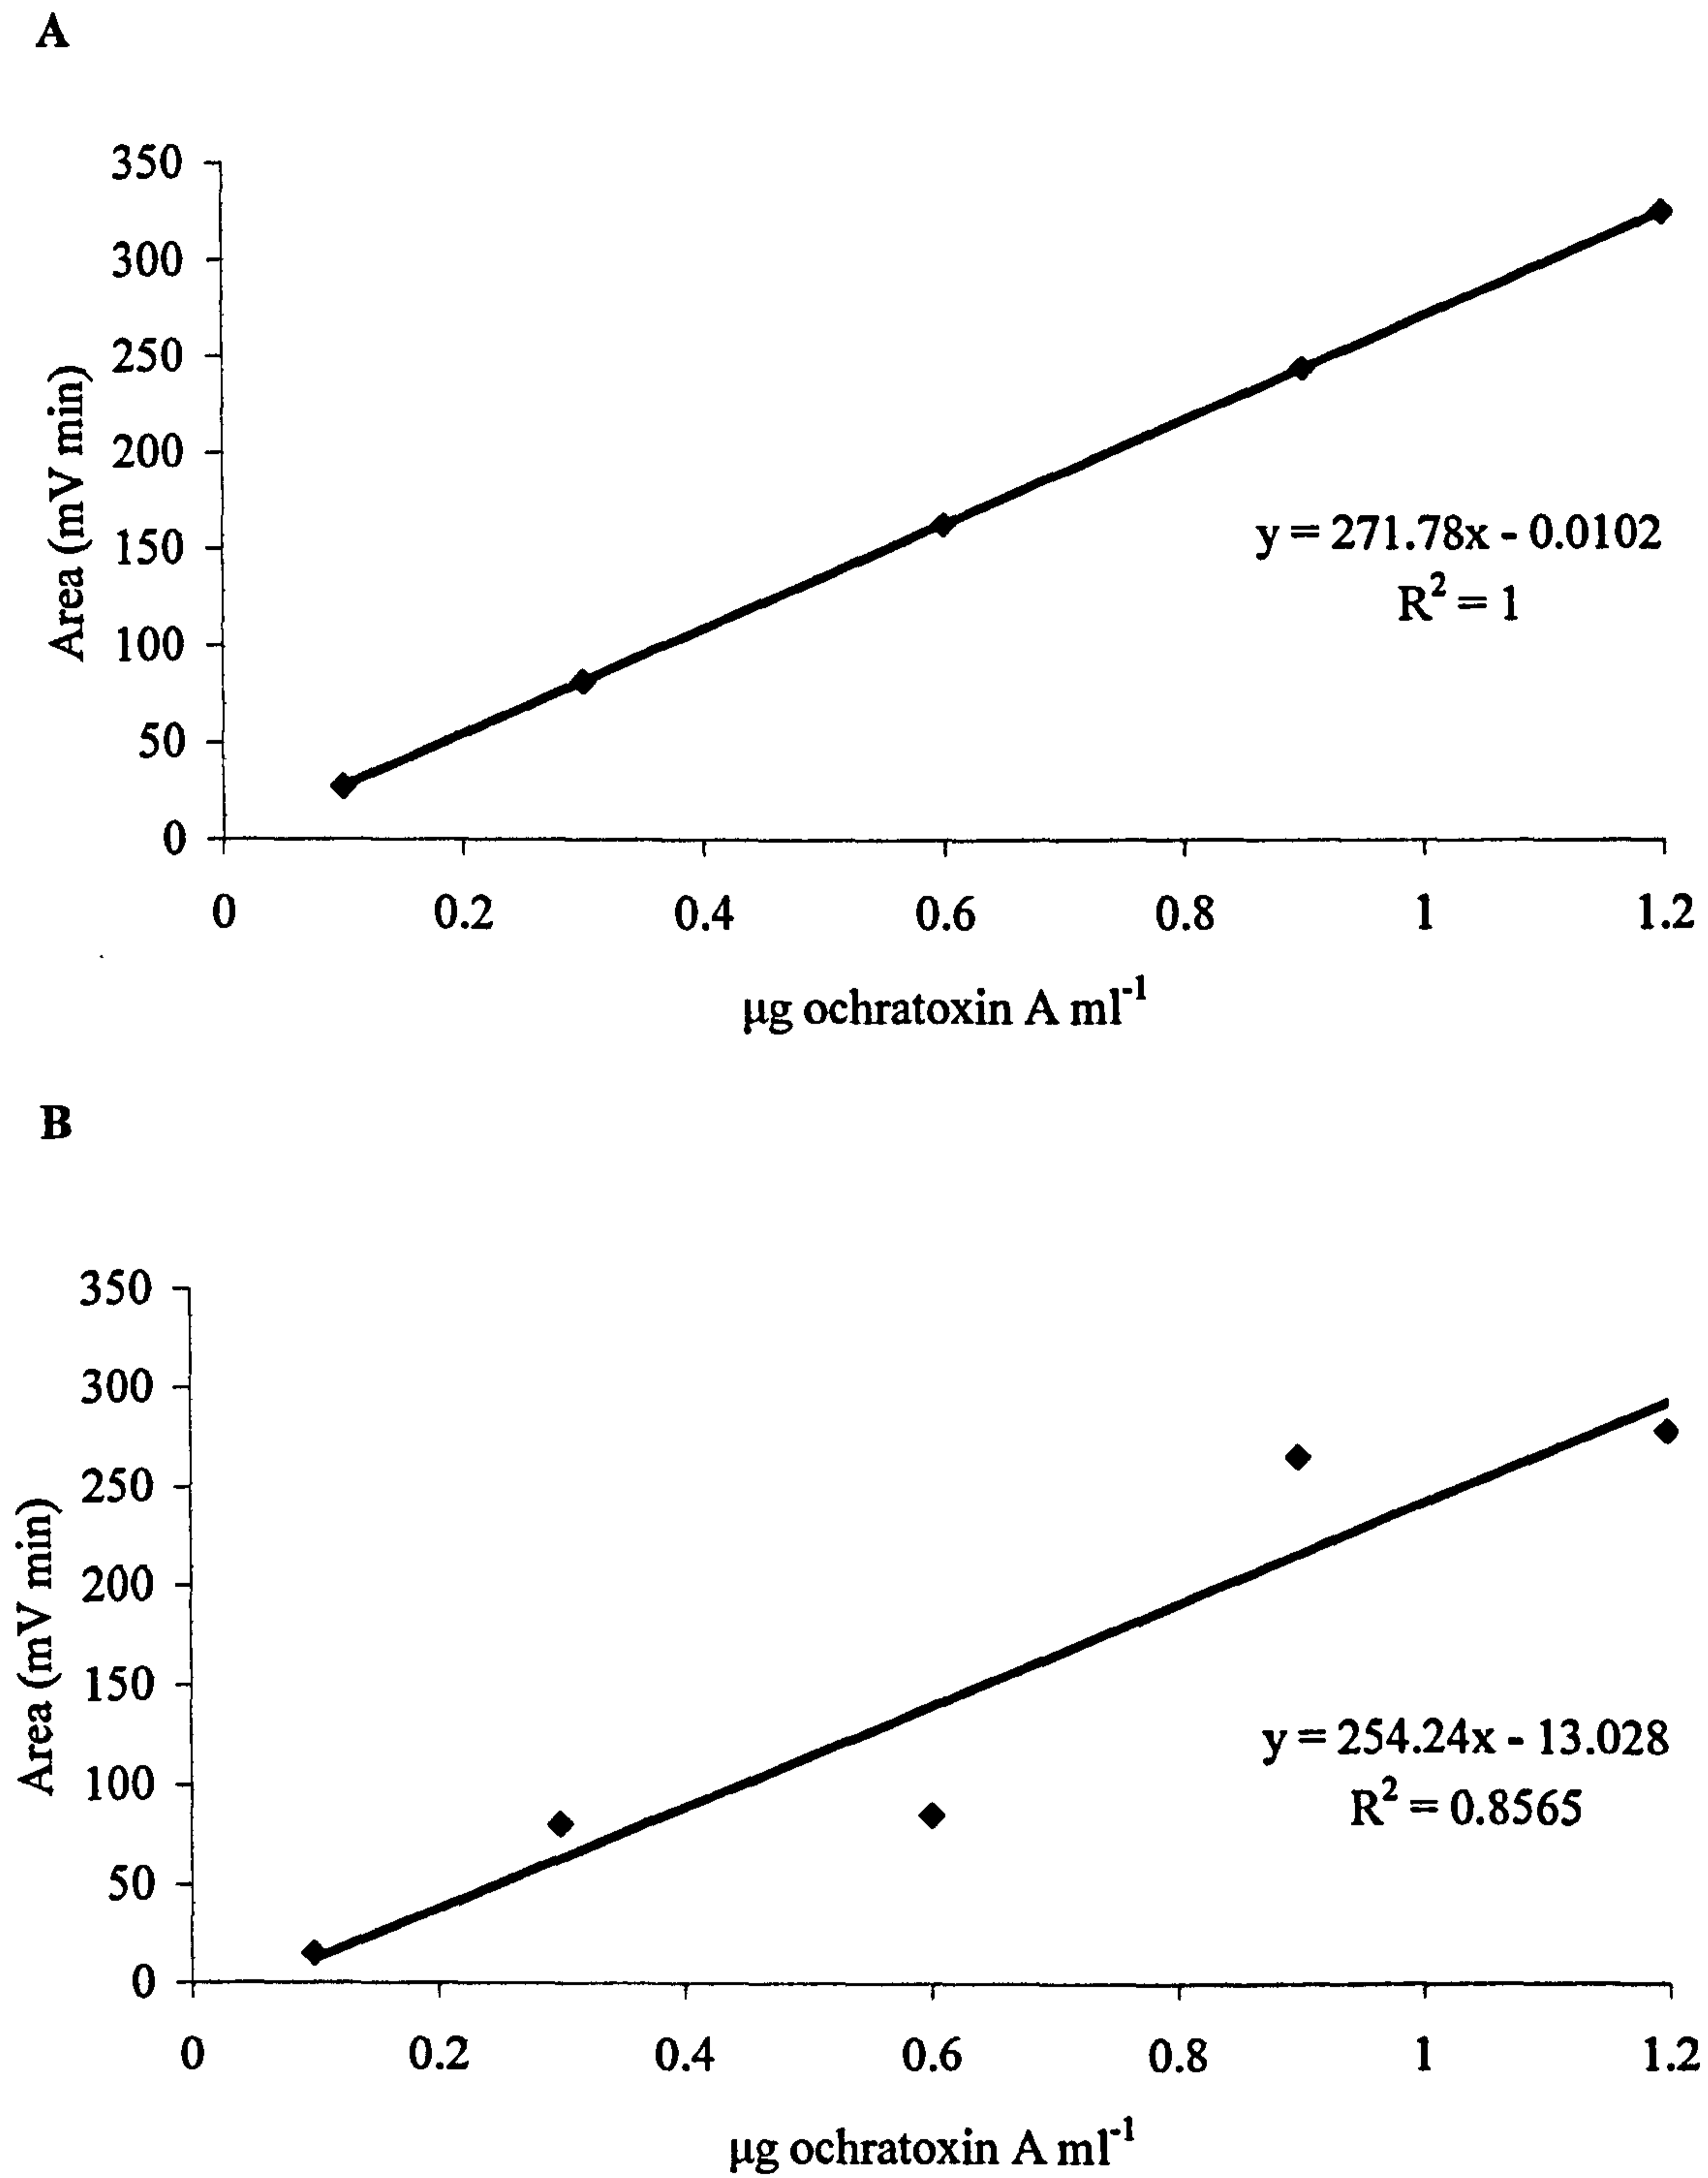 A
350
300
250
200
150
100
50
0
Area (mV min)
y = 271.78x - 0.0102
R² = 1
0 0.2 0.4 0.6 0.8 1 1.2
µg ochratoxin A ml⁻¹
B
350
300
250
200
150
100
50
0
Area (mV min)
y = 254.24x - 13.028
R² = 0.8565
0 0.2 0.4 0.6 0.8 1 1.2
µg ochratoxin A ml⁻¹